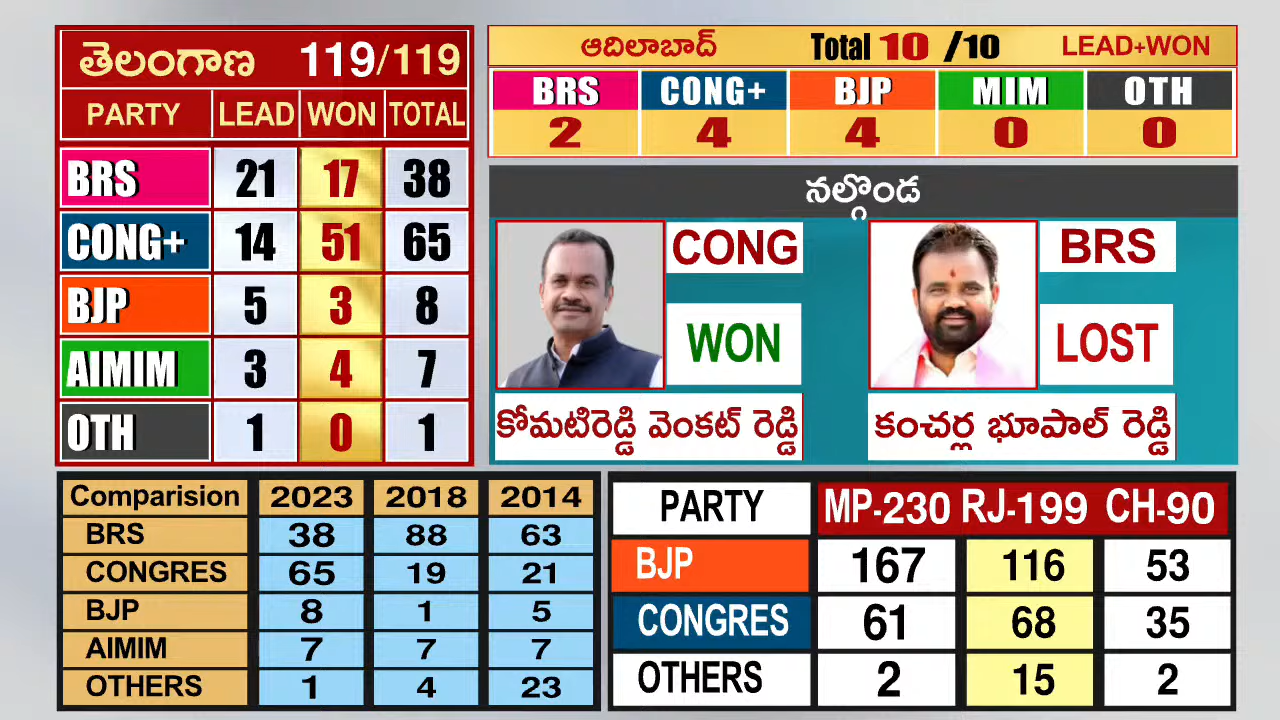 తెలంగాణ 119/119
PARTY LEAD WON TOTAL
BRS 21 17 38
CONG+ 14 51 65
BJP 5 3 8
AIMIM 3 4 7
OTH 1 0 1
ఆదిలాబాద్ Total 10 /10 LEAD+WON
BRS CONG+ BJP MIM OTH
2 4 4 0 0
నల్గొండ
CONG BRS
WON LOST
కోమటిరెడ్డి వెంకట్ రెడ్డి కంచర్ల భూపాల్ రెడ్డి
Comparision 2023 2018 2014
BRS 38 88 63
CONGRES 65 19 21
BJP 8 1 5
AIMIM 7 7 7
OTHERS 1 4 23
PARTY MP-230 RJ-199 CH-90
BJP 167 116 53
CONGRES 61 68 35
OTHERS 2 15 2